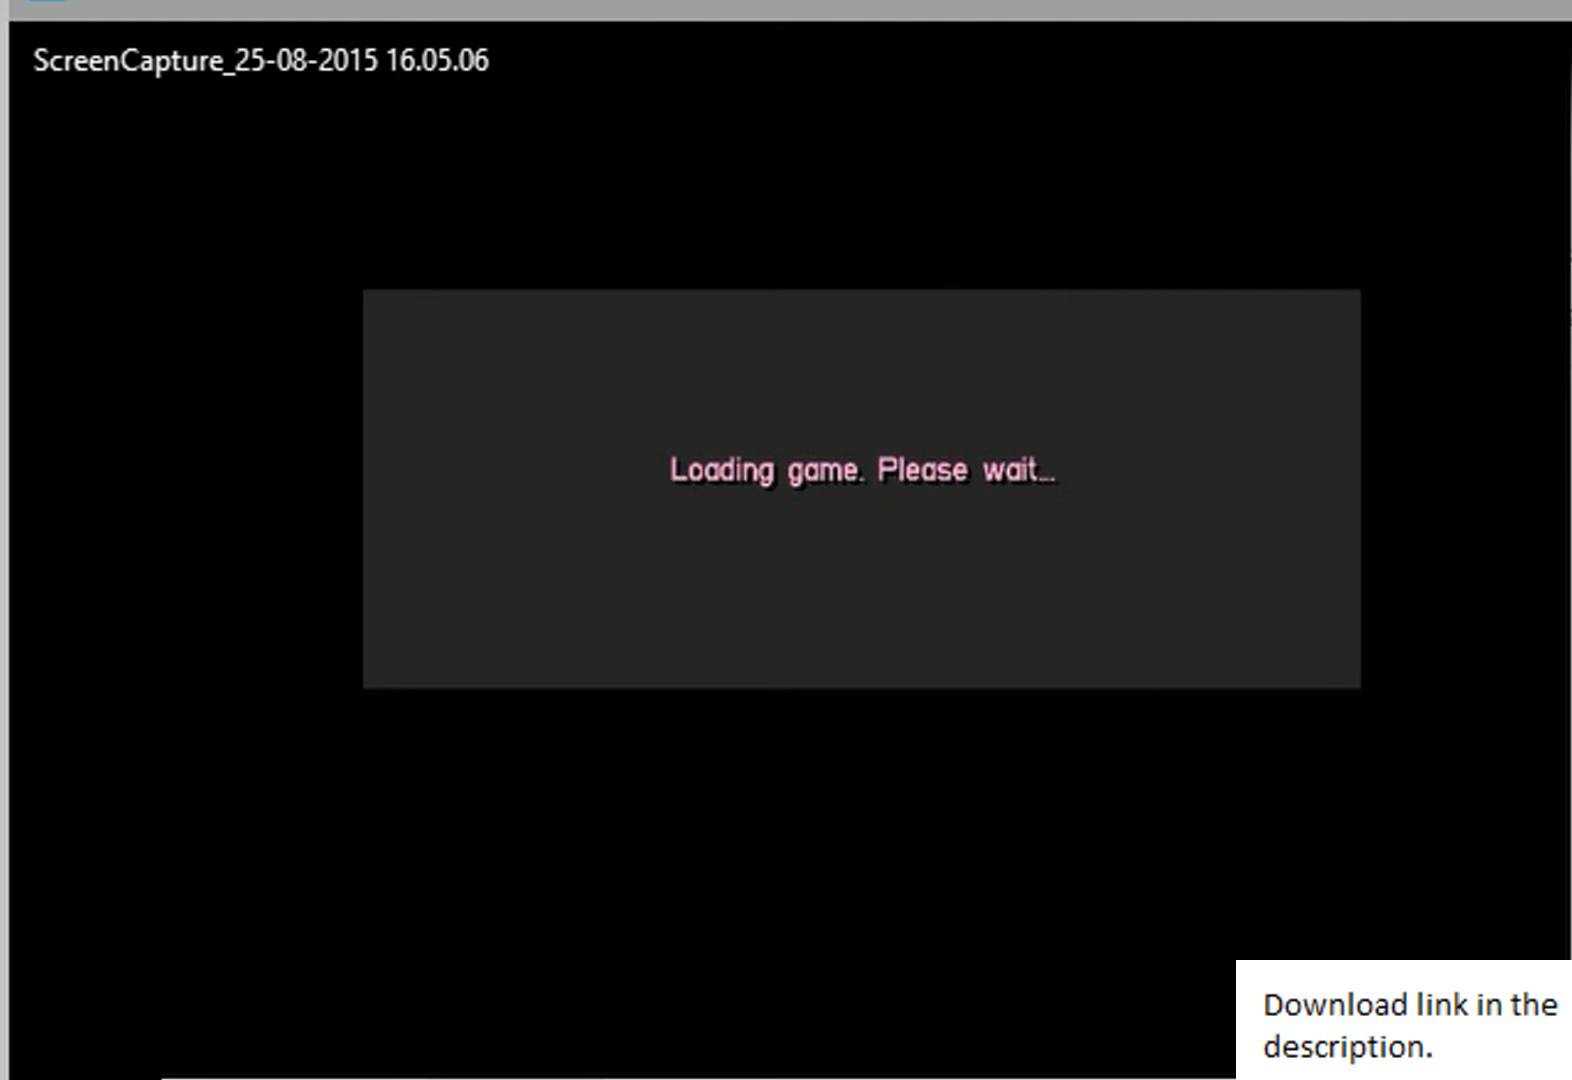 ScreenCapture_25-08-2015 16.05.06
Loading game. Please wait...
Download link in the
description.